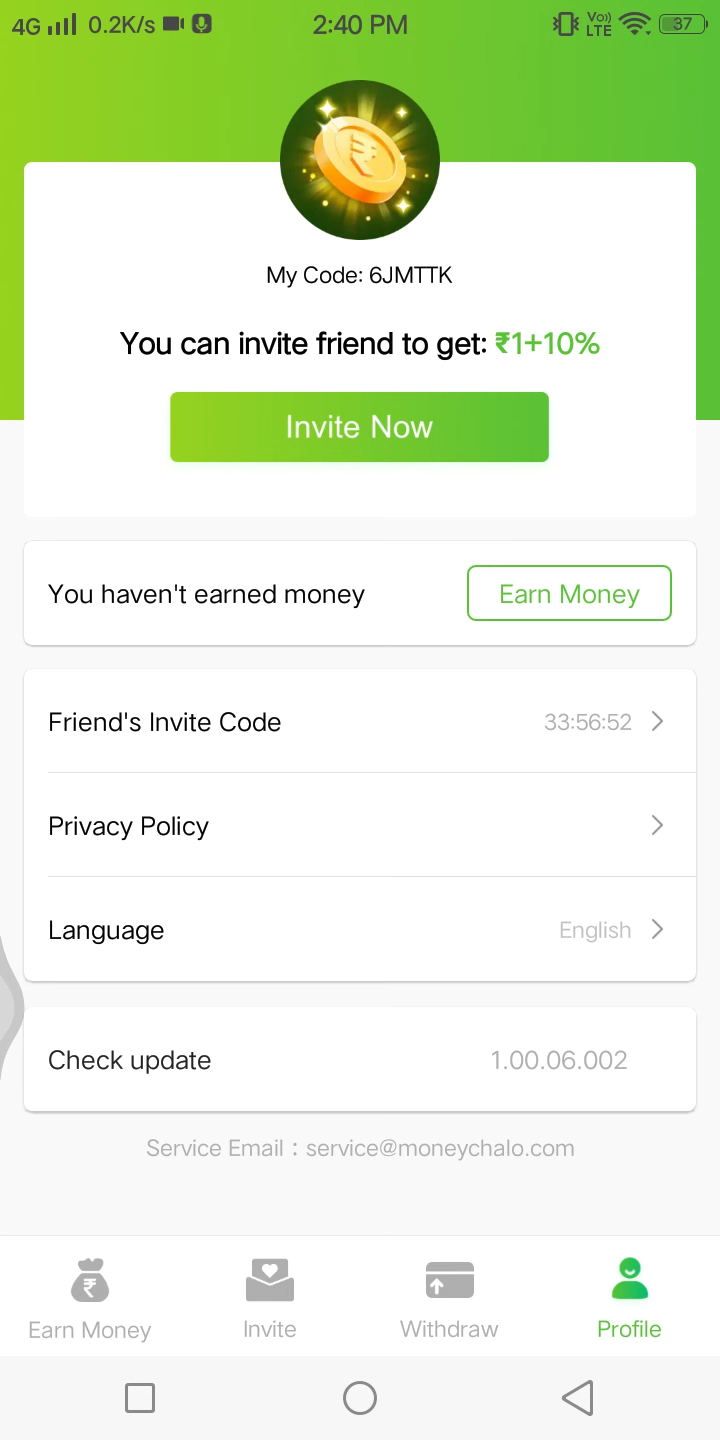 4G 0.2K/s 2:40 PM Vo) LTE 37
My Code: 6JMTTK
You can invite friend to get: ₹1+10%
Invite Now
You haven't earned money Earn Money
Friend's Invite Code 33:56:52
Privacy Policy
Language English
Check update 1.00.06.002
Service Email : service@moneychalo.com
Earn Money Invite Withdraw Profile